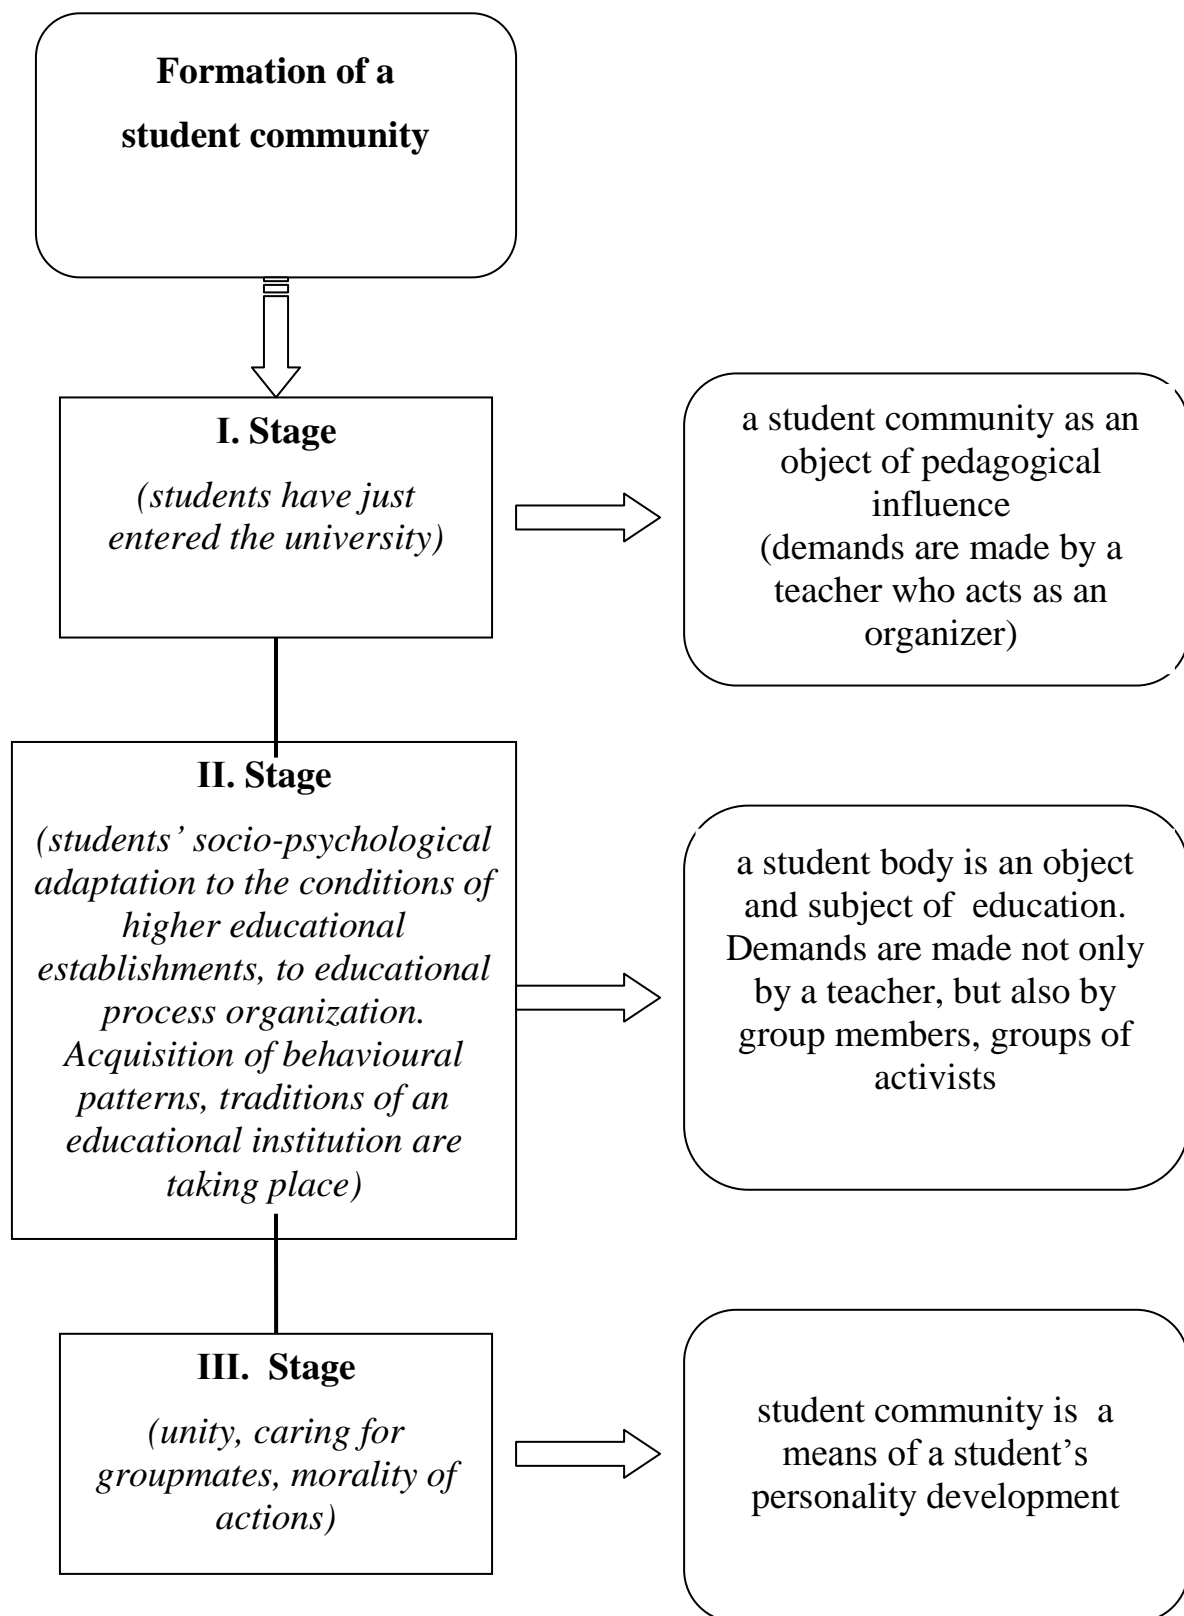 Formation of a
student community
I. Stage
(students have just
entered the university)
a student community as an
object of pedagogical
influence
(demands are made by a
teacher who acts as an
organizer)
II. Stage
(students’ socio-psychological
adaptation to the conditions of
higher educational
establishments, to educational
process organization.
Acquisition of behavioural
patterns, traditions of an
educational institution are
taking place)
a student body is an object
and subject of education.
Demands are made not only
by a teacher, but also by
group members, groups of
activists
III. Stage
(unity, caring for
groupmates, morality of
actions)
student community is a
means of a student’s
personality development